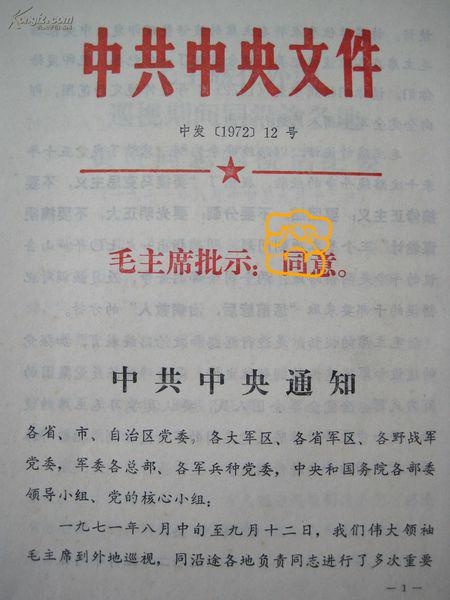 中共中央文件
中发〔1972〕12号
毛主席批示：同意。
中共中央通知
各省、市、自治区党委，各大军区、各省军区、各野战军
党委，军委各总部、各军兵种党委，中央和国务院各部委
领导小组、党的核心小组：
一九七一年八月中旬至九月十二日，我们伟大领袖
毛主席到外地巡视，同沿途各地负责同志进行了多次重要
— 1 —